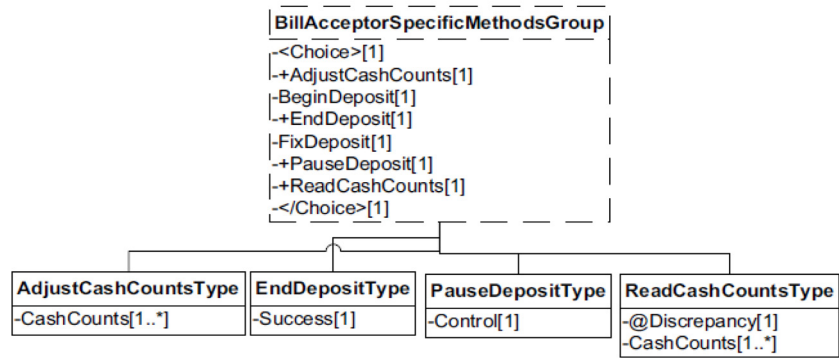 BillAcceptorSpecificMethodsGroup
-<Choice>[1]
-+AdjustCashCounts[1]
-BeginDeposit[1]
-+EndDeposit[1]
-FixDeposit[1]
-+PauseDeposit[1]
-+ReadCashCounts[1]
-</Choice>[1]
AdjustCashCountsType
-CashCounts[1..*]
EndDepositType
-Success[1]
PauseDepositType
-Control[1]
ReadCashCountsType
-@Discrepancy[1]
-CashCounts[1..*]